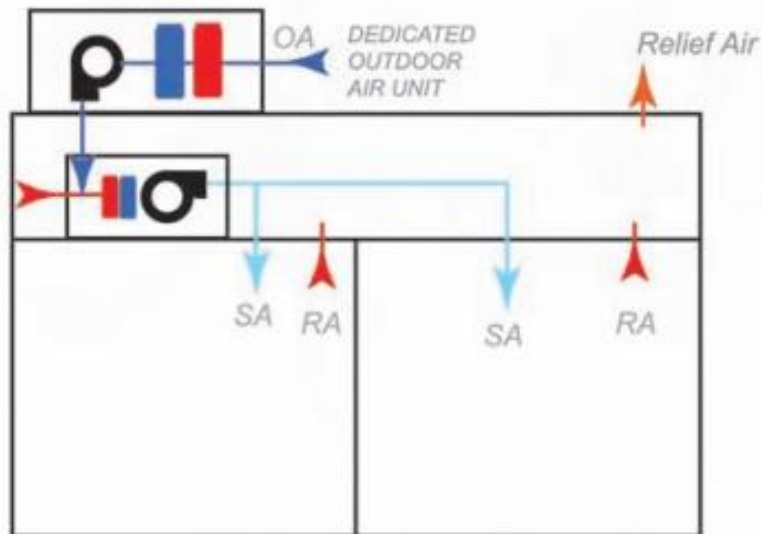 OA
DEDICATED
OUTDOOR
AIR UNIT
Relief Air
SA
RA
SA
RA